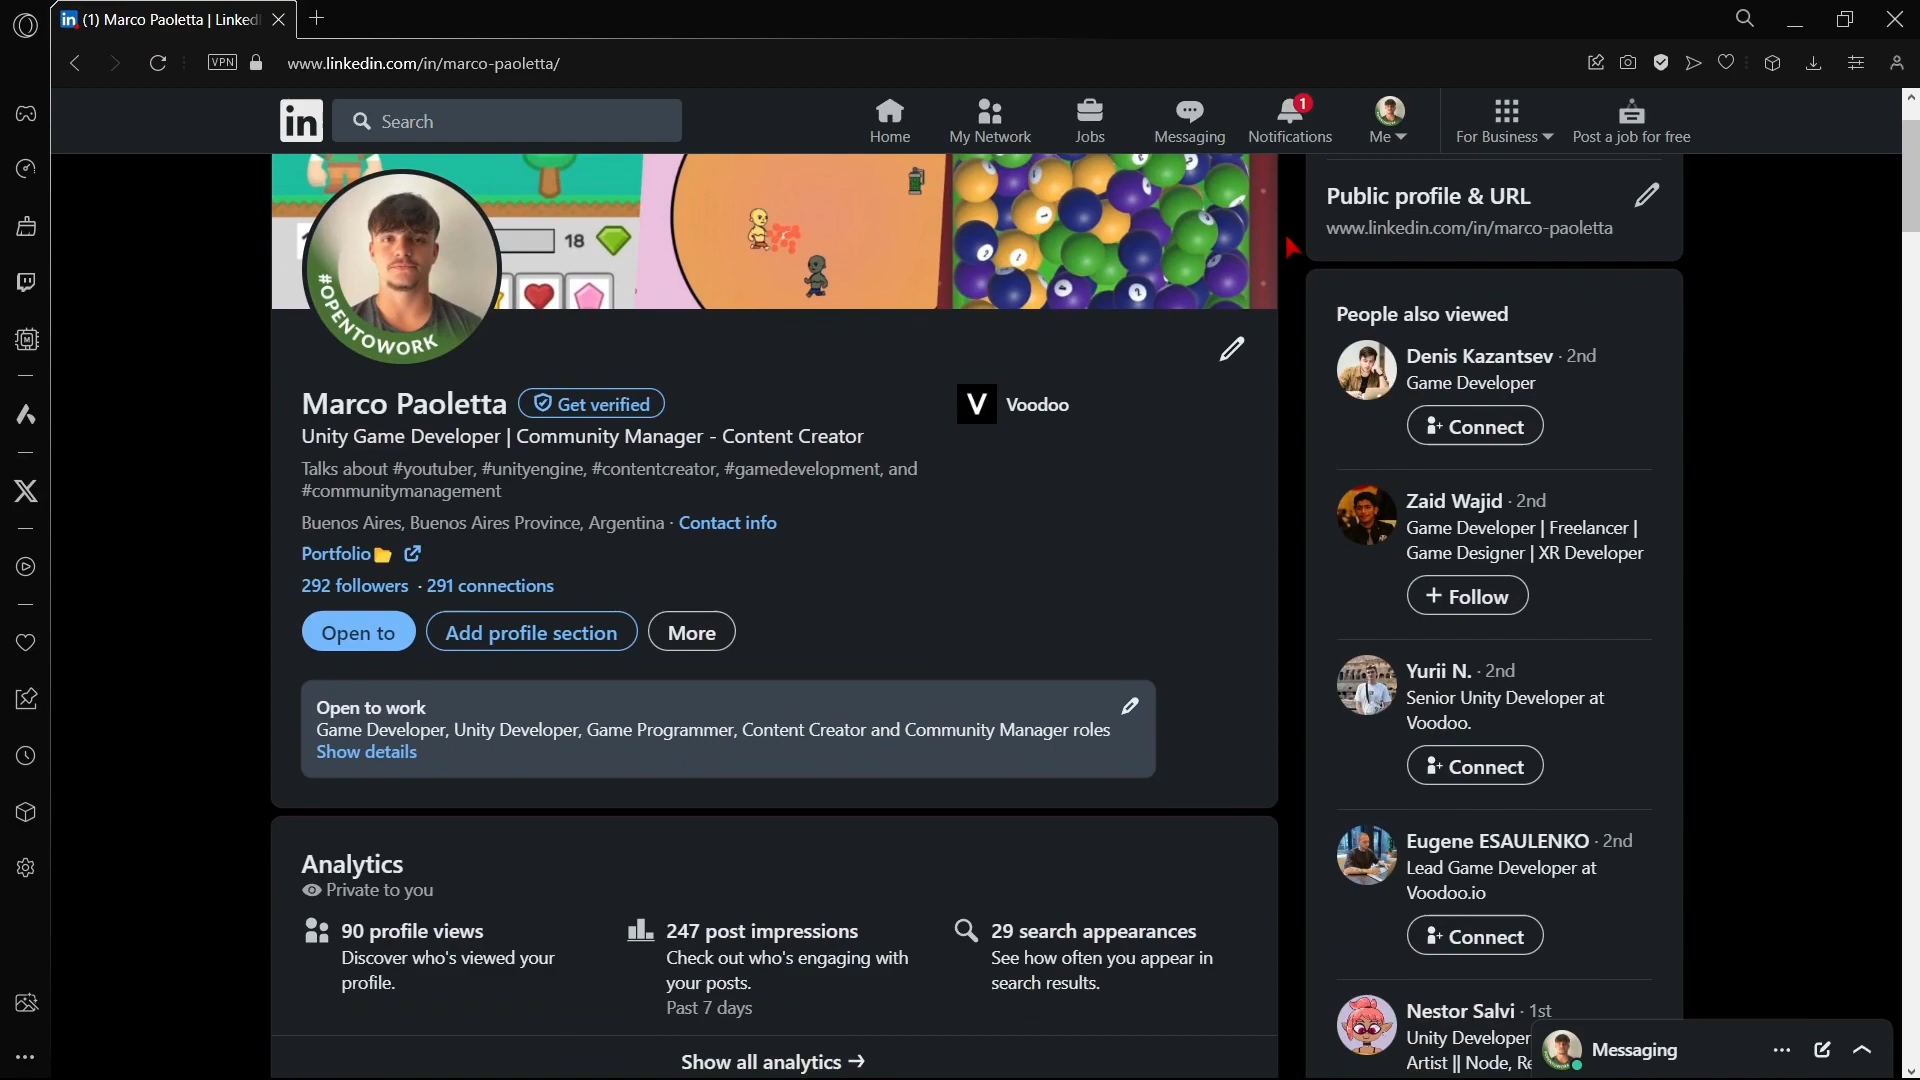 (1) Marco Paoletta | Linked
VPN
www.linkedin.com/in/marco-paoletta/
in
Search
Home
My Network
Jobs
Messaging
1
Notifications
Me
For Business
Post a job for free
18
#OPENTOWORK
Marco Paoletta
Get verified
V
Voodoo
Unity Game Developer | Community Manager - Content Creator
Talks about #youtuber, #unityengine, #contentcreator, #gamedevelopment, and
#communitymanagement
Buenos Aires, Buenos Aires Province, Argentina · Contact info
Portfolio
292 followers · 291 connections
Open to
Add profile section
More
Open to work
Game Developer, Unity Developer, Game Programmer, Content Creator and Community Manager roles
Show details
Analytics
Private to you
90 profile views
Discover who's viewed your
profile.
247 post impressions
Check out who's engaging with
your posts.
Past 7 days
29 search appearances
See how often you appear in
search results.
Show all analytics →
Public profile & URL
www.linkedin.com/in/marco-paoletta
People also viewed
Denis Kazantsev · 2nd
Game Developer
Connect
Zaid Wajid · 2nd
Game Developer | Freelancer |
Game Designer | XR Developer
+ Follow
Yurii N. · 2nd
Senior Unity Developer at
Voodoo.
Connect
Eugene ESAULENKO · 2nd
Lead Game Developer at
Voodoo.io
Connect
Nestor Salvi · 1st
Unity Developer
Artist || Node, Re
Messaging